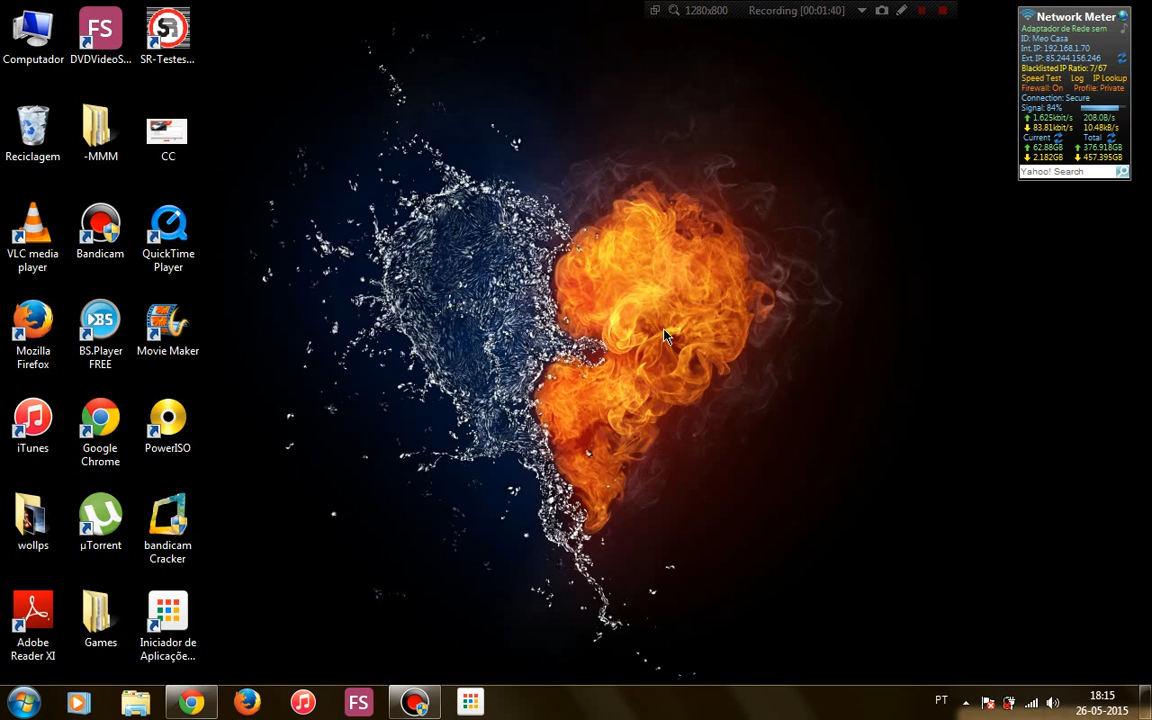 1280x800
Recording [00:01:40]
Computador
DVDVideoS...
SR-Testes...
Reciclagem
-MMM
CC
VLC media
player
Bandicam
QuickTime
Player
Mozilla
Firefox
BS.Player
FREE
Movie Maker
iTunes
Google
Chrome
PowerISO
wollps
µTorrent
bandicam
Cracker
Adobe
Reader XI
Games
Iniciador de
Aplicaçõe...
Network Meter
Adaptador de Rede sem
ID: Meo Casa
Int. IP: 192.168.1.70
Ext. IP: 85.244.156.246
Blacklisted IP Ratio: 7/67
Speed Test Log IP Lookup
Firewall: On Profile: Private
Connection: Secure
Signal: 84%
1.625kbit/s 208.0B/s
83.81kbit/s 10.48kB/s
Current Total
62.88GB 376.918GB
2.182GB 457.395GB
Yahoo! Search
FS
SR
BS
FS
PT
18:15
26-05-2015